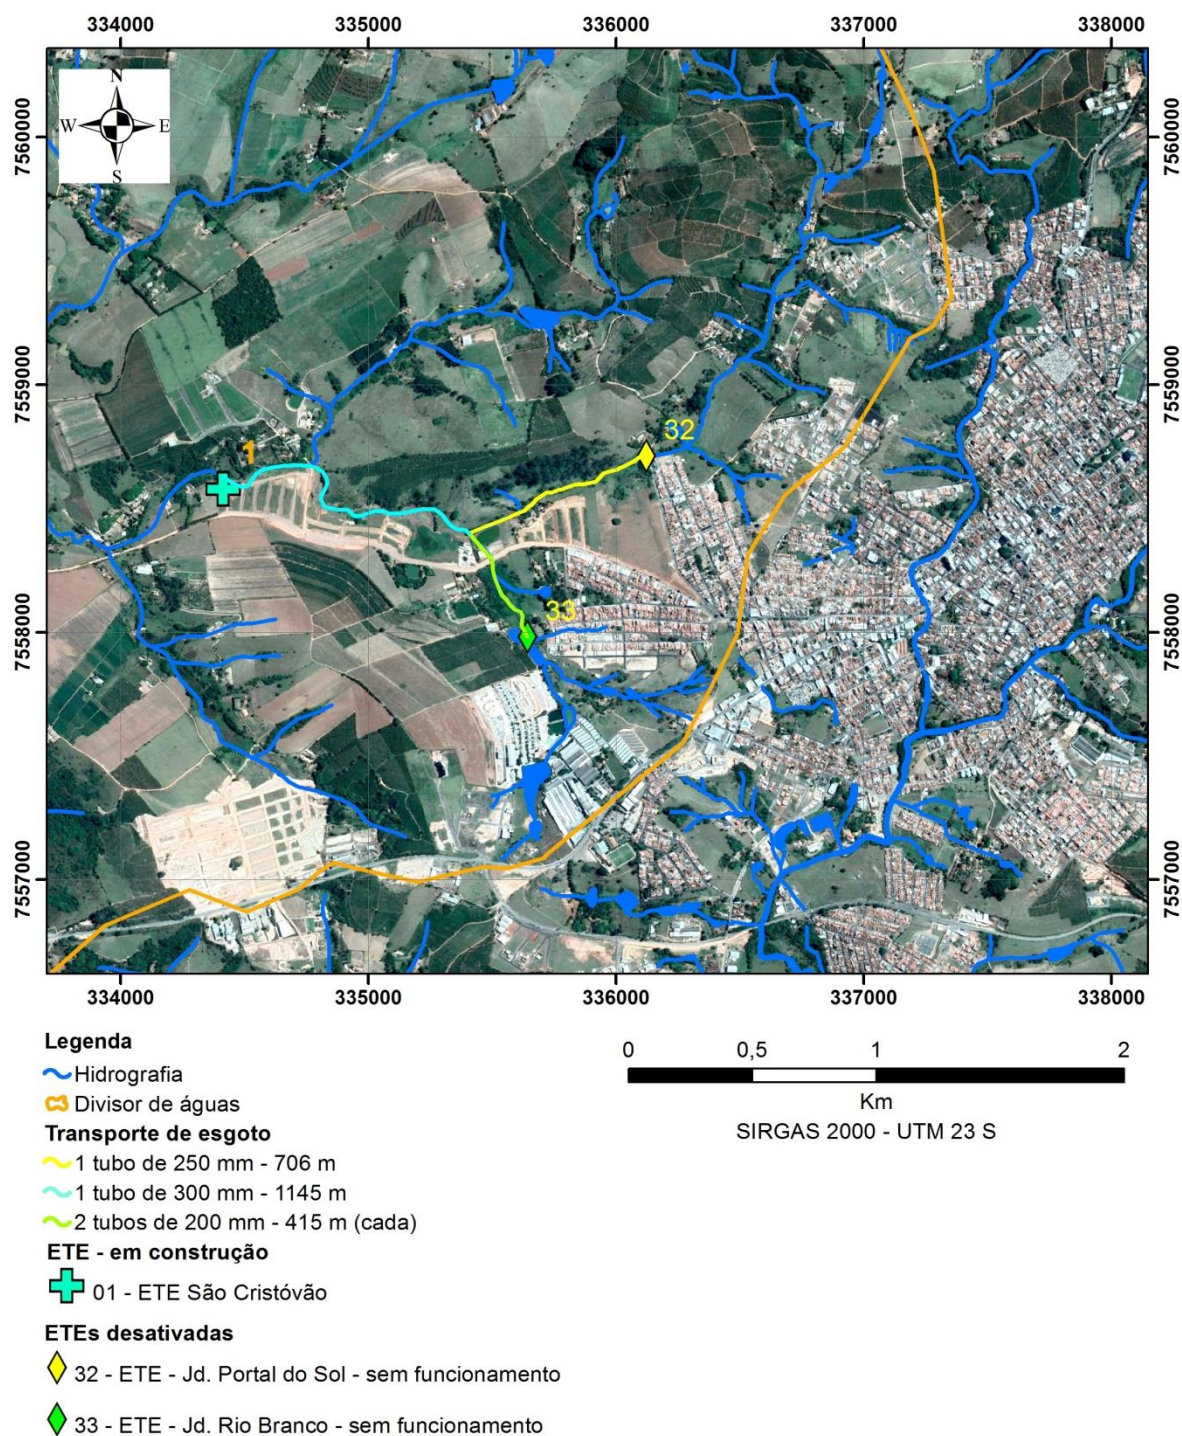 334000 335000 336000 337000 338000
N
W E
S
7560000 7560000
7559000 7559000
32
1
33
7558000 7558000
7557000 7557000
334000 335000 336000 337000 338000
Legenda
Hidrografia
Divisor de águas
Transporte de esgoto
1 tubo de 250 mm - 706 m
1 tubo de 300 mm - 1145 m
2 tubos de 200 mm - 415 m (cada)
ETE - em construção
01 - ETE São Cristóvão
ETEs desativadas
32 - ETE - Jd. Portal do Sol - sem funcionamento
33 - ETE - Jd. Rio Branco - sem funcionamento
0 0,5 1 2
Km
SIRGAS 2000 - UTM 23 S